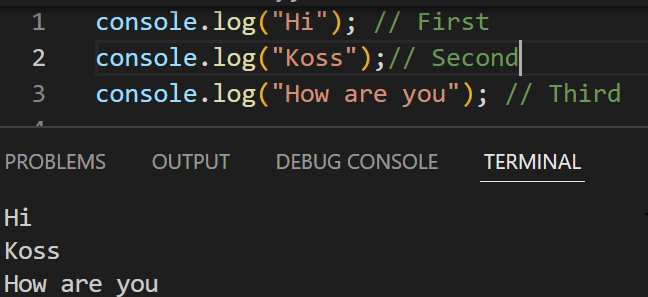 1 console.log("Hi"); // First
2 console.log("Koss");// Second
3 console.log("How are you"); // Third
PROBLEMS OUTPUT DEBUG CONSOLE TERMINAL
Hi
Koss
How are you